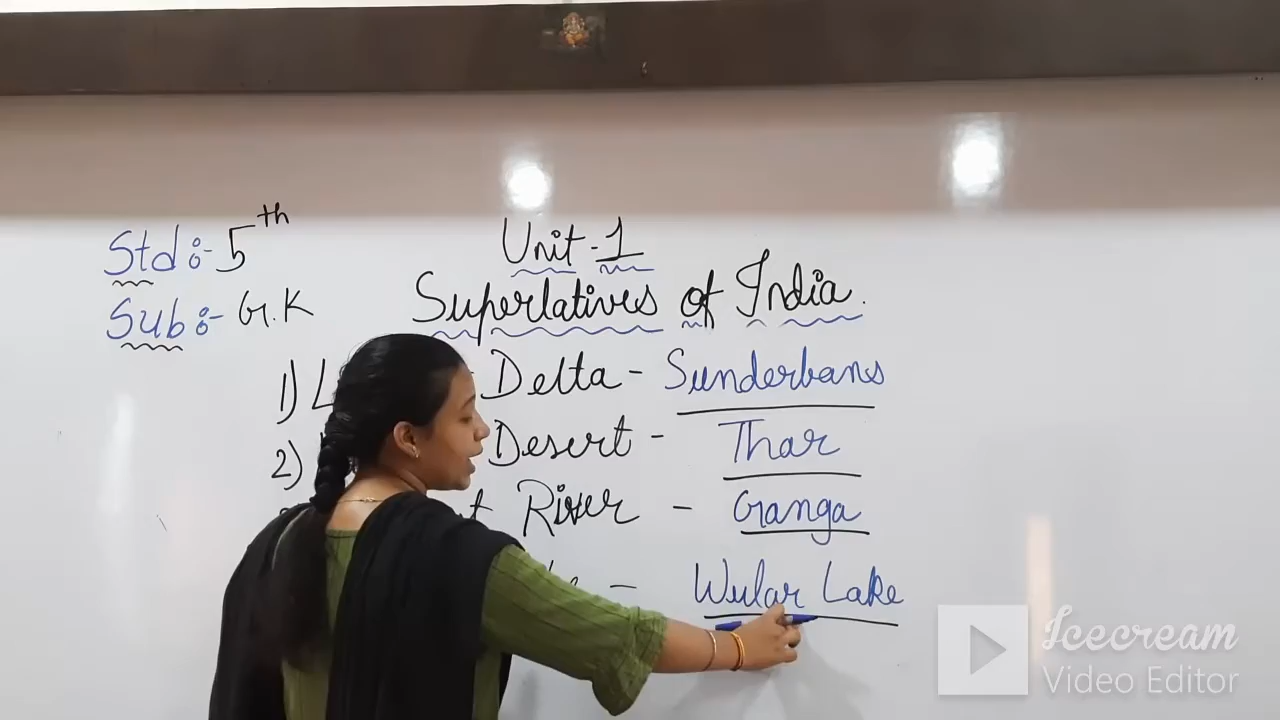 Std:- 5th
Sub:- G.K
Unit-1
Superlatives of India.
1) Delta - Sunderbans
2) Desert - Thar
River - Ganga
- Wular Lake
Icecream
Video Editor